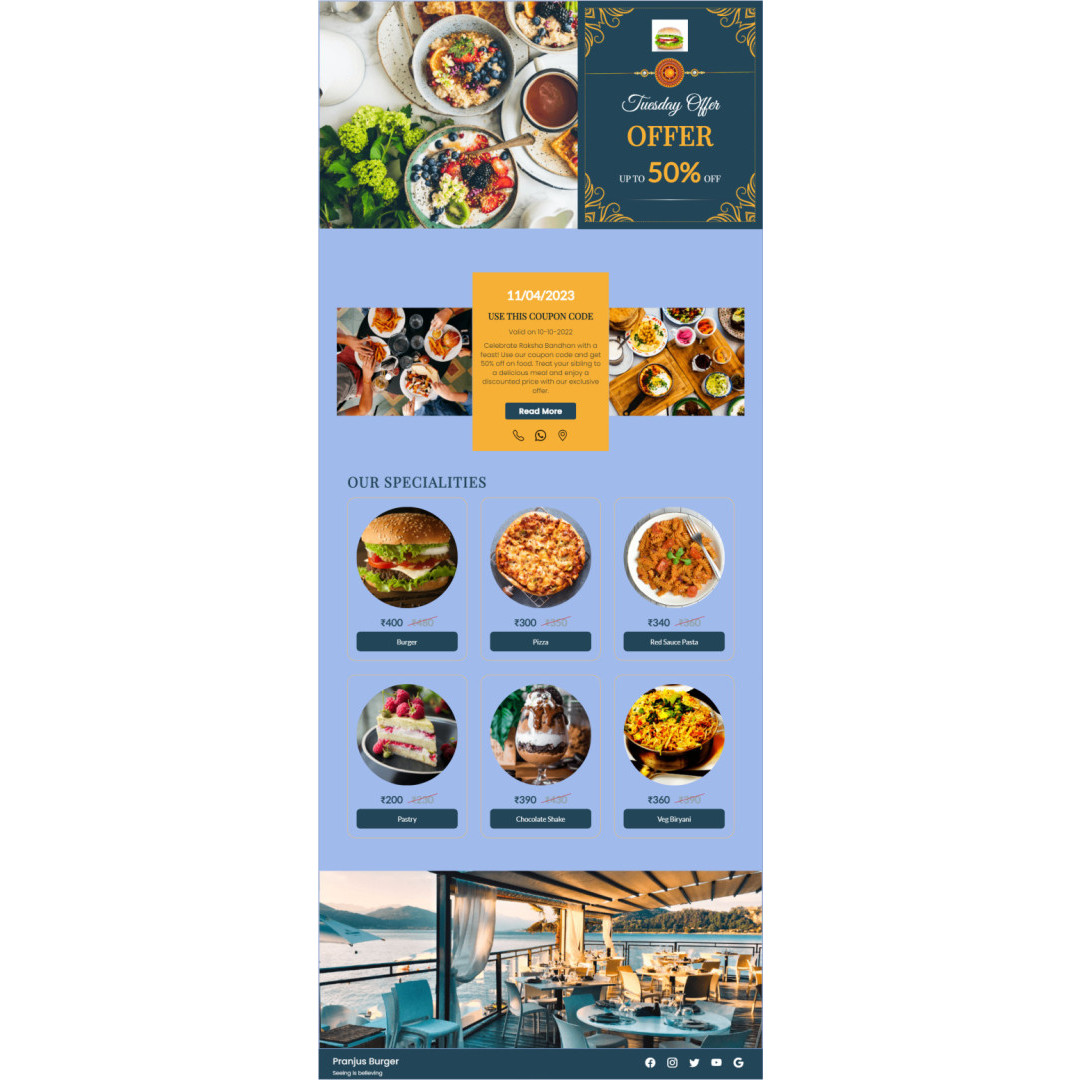 Tuesday Offer
OFFER
UP TO 50% OFF
11/04/2023
USE THIS COUPON CODE
Valid on 10-10-2022
Celebrate Raksha Bandhan with a
feast! Use our coupon code and get
50% off on food. Treat your sibling to
a delicious meal and enjoy a
discounted price with our exclusive
offer.
Read More
OUR SPECIALITIES
₹400 ₹480
Burger
₹300 ₹350
Pizza
₹340 ₹360
Red Sauce Pasta
₹200 ₹230
Pastry
₹390 ₹430
Chocolate Shake
₹360 ₹390
Veg Biryani
Pranjus Burger
Seeing is believing